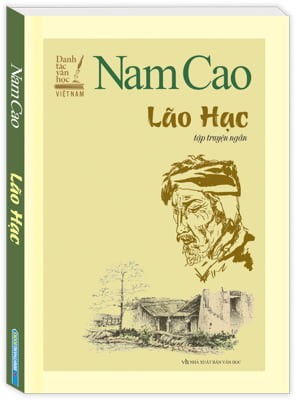 Danh
tác văn
học
VIỆT NAM
Nam Cao
Lão Hạc
tập truyện ngắn
NHÀ XUẤT BẢN VĂN HỌC
Nam Cao
Lão Hạc